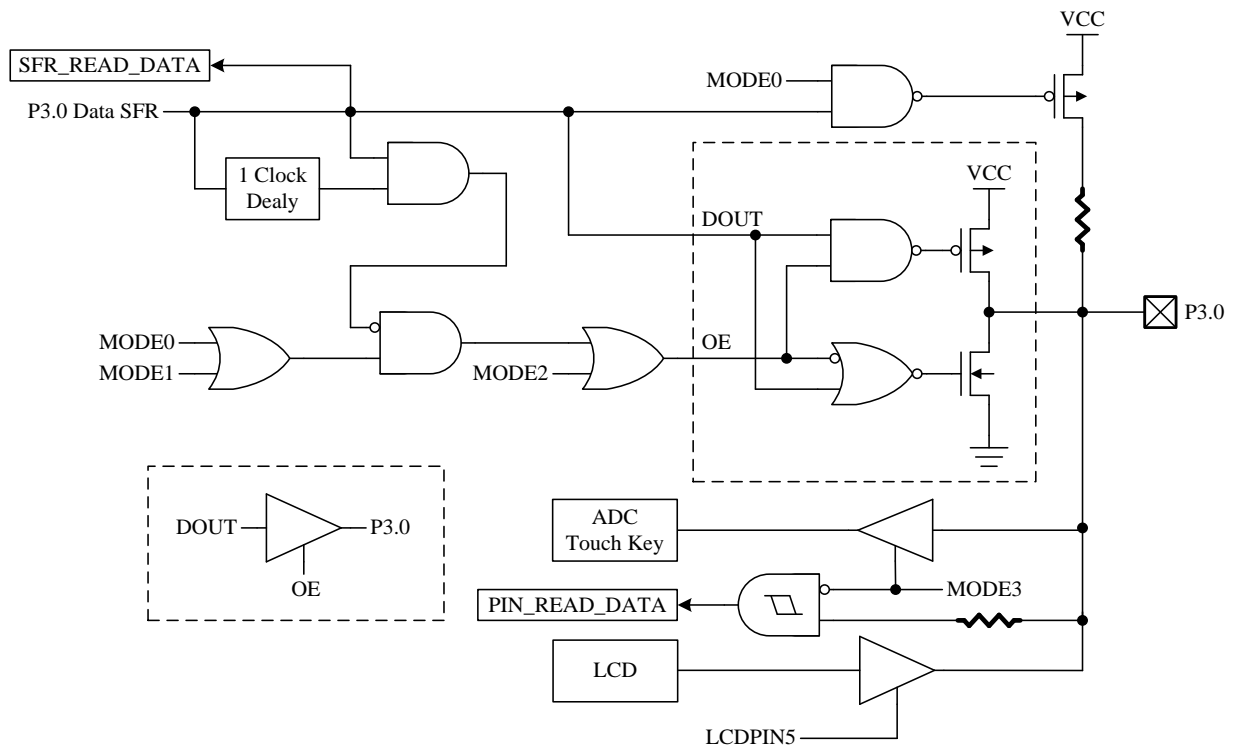 VCC
SFR_READ_DATA
MODE0
P3.0 Data SFR
1 Clock
Dealy
VCC
DOUT
P3.0
MODE0
MODE1
OE
MODE2
DOUT
P3.0
OE
ADC
Touch Key
MODE3
PIN_READ_DATA
LCD
LCDPIN5